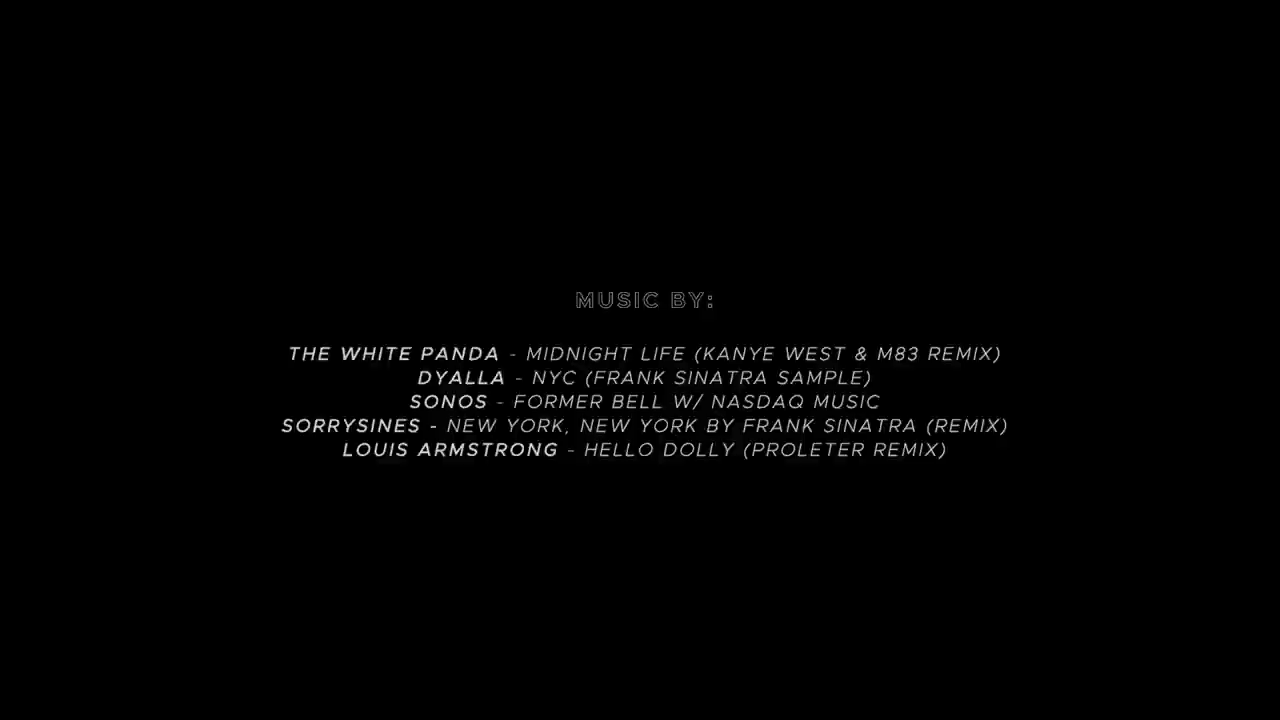 MUSIC BY:
THE WHITE PANDA - MIDNIGHT LIFE (KANYE WEST & M83 REMIX)
DYALLA - NYC (FRANK SINATRA SAMPLE)
SONOS - FORMER BELL W/ NASDAQ MUSIC
SORRYSINES - NEW YORK, NEW YORK BY FRANK SINATRA (REMIX)
LOUIS ARMSTRONG - HELLO DOLLY (PROLETER REMIX)